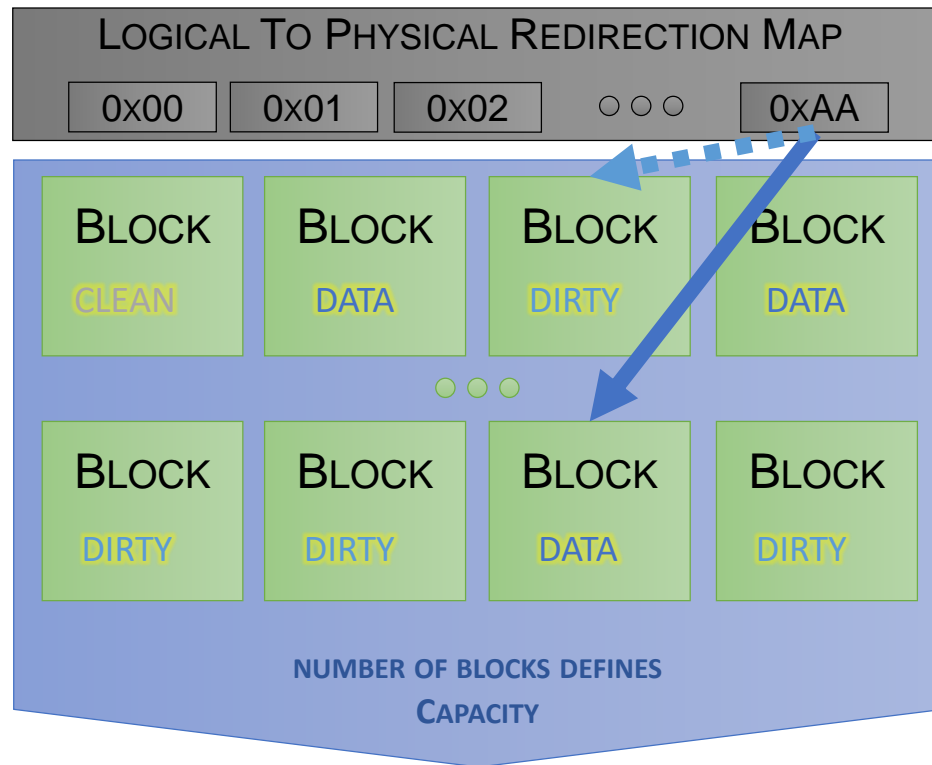 LOGICAL TO PHYSICAL REDIRECTION MAP
0X00 0X01 0X02 0XAA
BLOCK BLOCK BLOCK BLOCK
CLEAN DATA DIRTY DATA
BLOCK BLOCK BLOCK BLOCK
DIRTY DIRTY DATA DIRTY
NUMBER OF BLOCKS DEFINES
CAPACITY